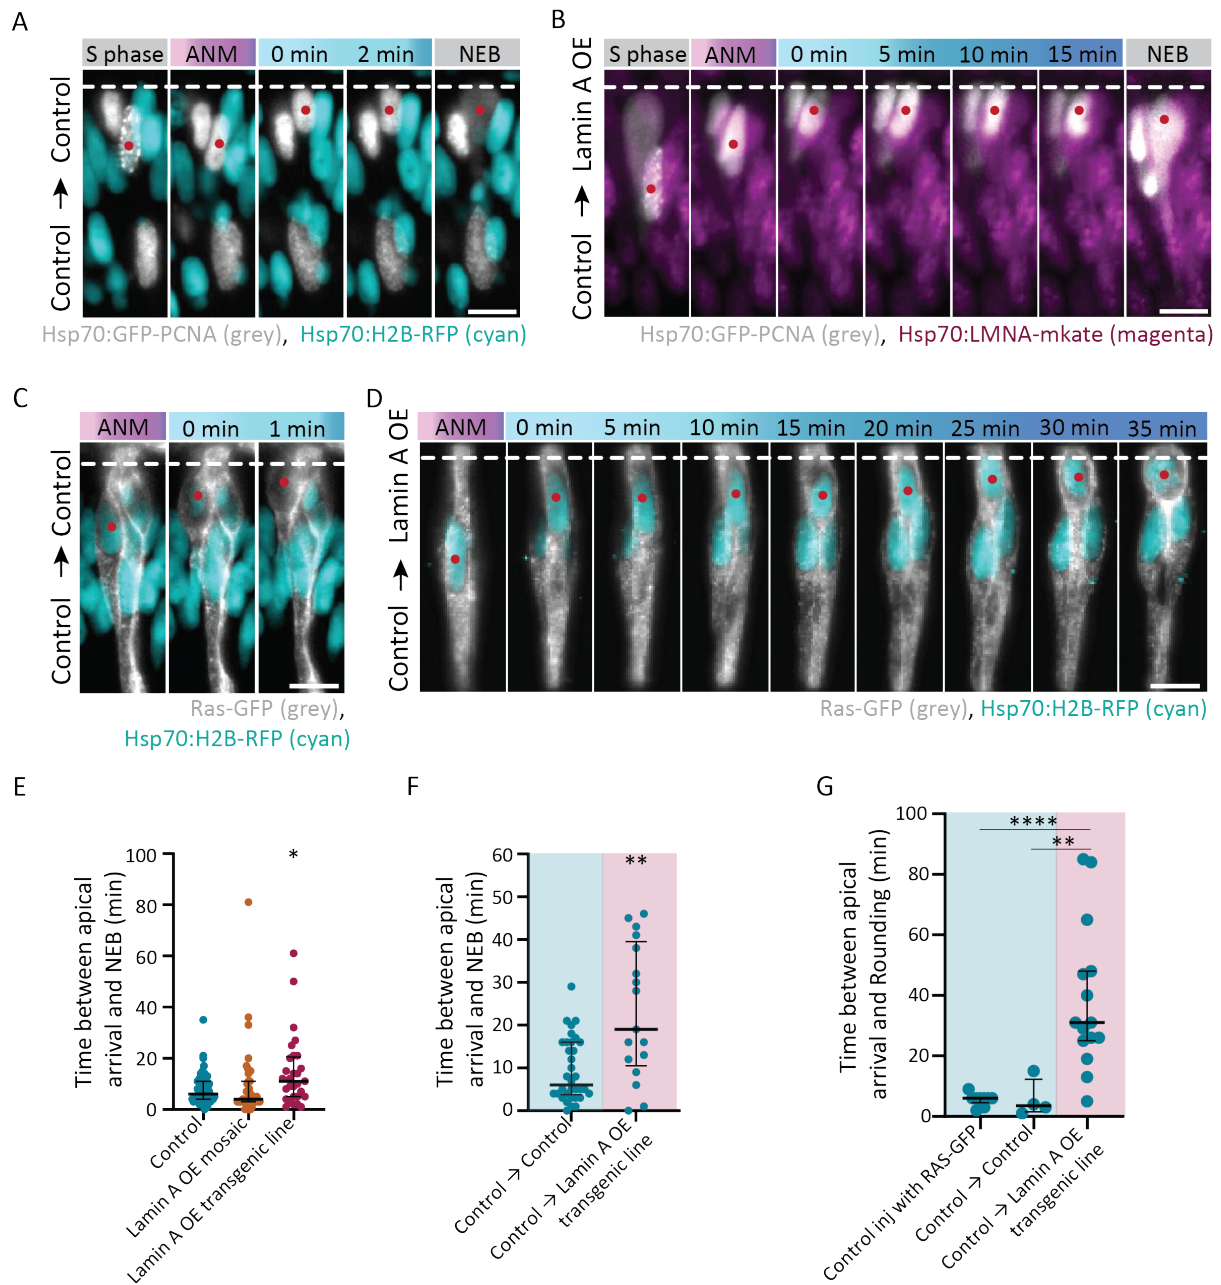 A
S phase
ANM
0 min
2 min
NEB
Control → Control
Hsp70:GFP-PCNA (grey), Hsp70:H2B-RFP (cyan)
B
S phase
ANM
0 min
5 min
10 min
15 min
NEB
Control → Lamin A OE
Hsp70:GFP-PCNA (grey), Hsp70:LMNA-mkate (magenta)
C
ANM
0 min
1 min
Control → Control
Ras-GFP (grey),
Hsp70:H2B-RFP (cyan)
D
ANM
0 min
5 min
10 min
15 min
20 min
25 min
30 min
35 min
Control → Lamin A OE
Ras-GFP (grey), Hsp70:H2B-RFP (cyan)
E
Time between apical
arrival and NEB (min)
100
80
60
40
20
0
*
Control
Lamin A OE mosaic
Lamin A OE transgenic line
F
Time between apical
arrival and NEB (min)
60
50
40
30
20
10
0
**
Control → Control
Control → Lamin A OE
transgenic line
G
Time between apical
arrival and Rounding (min)
100
80
60
40
20
0
****
**
Control inj with RAS-GFP
Control → Control
Control → Lamin A OE
transgenic line